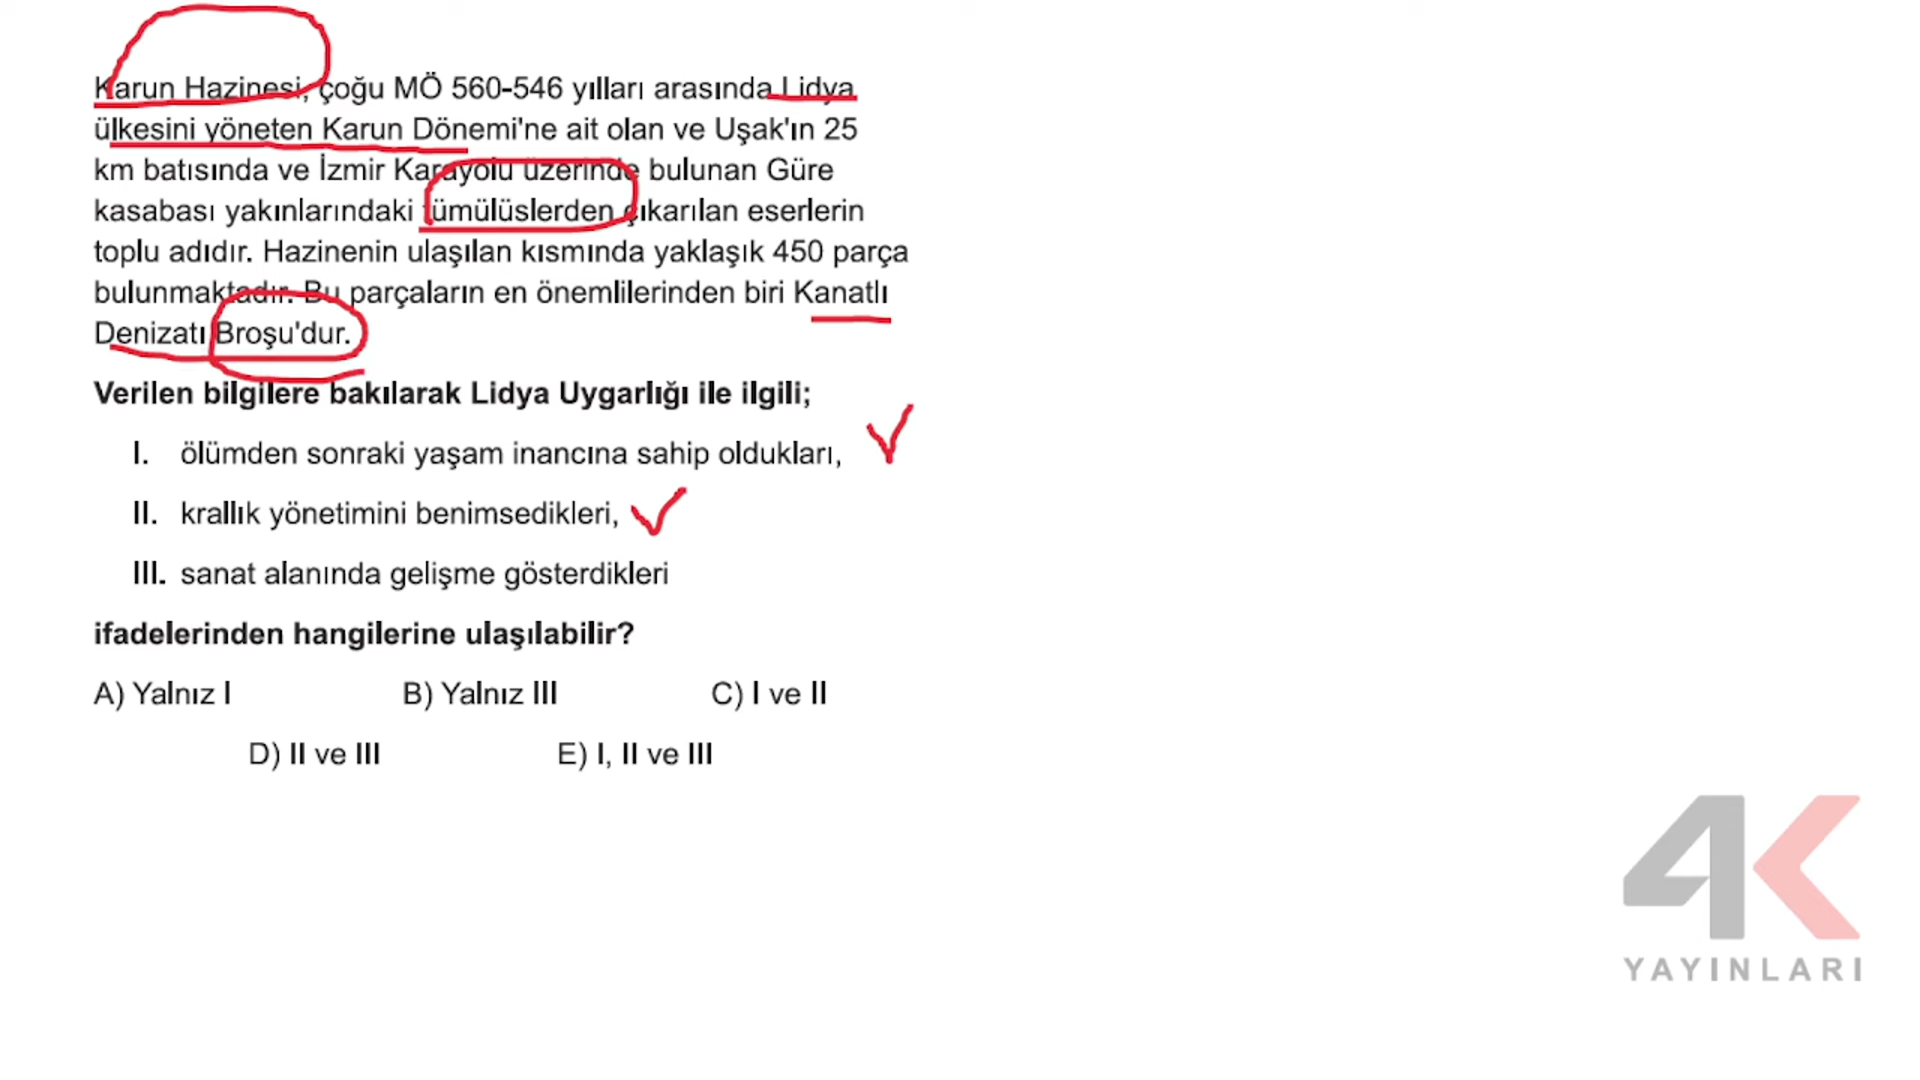 Karun Hazinesi, çoğu MÖ 560-546 yılları arasında Lidya
ülkesini yöneten Karun Dönemi'ne ait olan ve Uşak'ın 25
km batısında ve İzmir Karayolu üzerinde bulunan Güre
kasabası yakınlarındaki tümülüslerden çıkarılan eserlerin
toplu adıdır. Hazinenin ulaşılan kısmında yaklaşık 450 parça
bulunmaktadır. Bu parçaların en önemlilerinden biri Kanatlı
Denizatı Broşu'dur.
Verilen bilgilere bakılarak Lidya Uygarlığı ile ilgili;
I. ölümden sonraki yaşam inancına sahip oldukları,
II. krallık yönetimini benimsedikleri,
III. sanat alanında gelişme gösterdikleri
ifadelerinden hangilerine ulaşılabilir?
A) Yalnız I B) Yalnız III C) I ve II
D) II ve III E) I, II ve III
4K
YAYINLARI